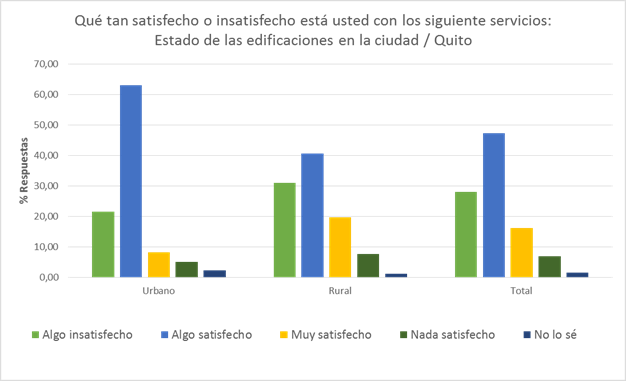 Qué tan satisfecho o insatisfecho está usted con los siguiente servicios:
Estado de las edificaciones en la ciudad / Quito
% Respuestas
70,00
60,00
50,00
40,00
30,00
20,00
10,00
0,00
Urbano Rural Total
Algo insatisfecho Algo satisfecho Muy satisfecho Nada satisfecho No lo sé